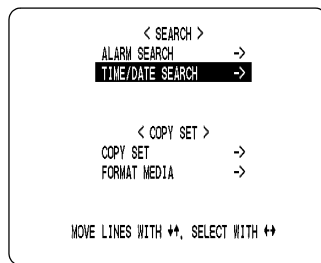 < SEARCH >
ALARM SEARCH ->
TIME/DATE SEARCH ->
< COPY SET >
COPY SET ->
FORMAT MEDIA ->
MOVE LINES WITH ↓↑, SELECT WITH ↔